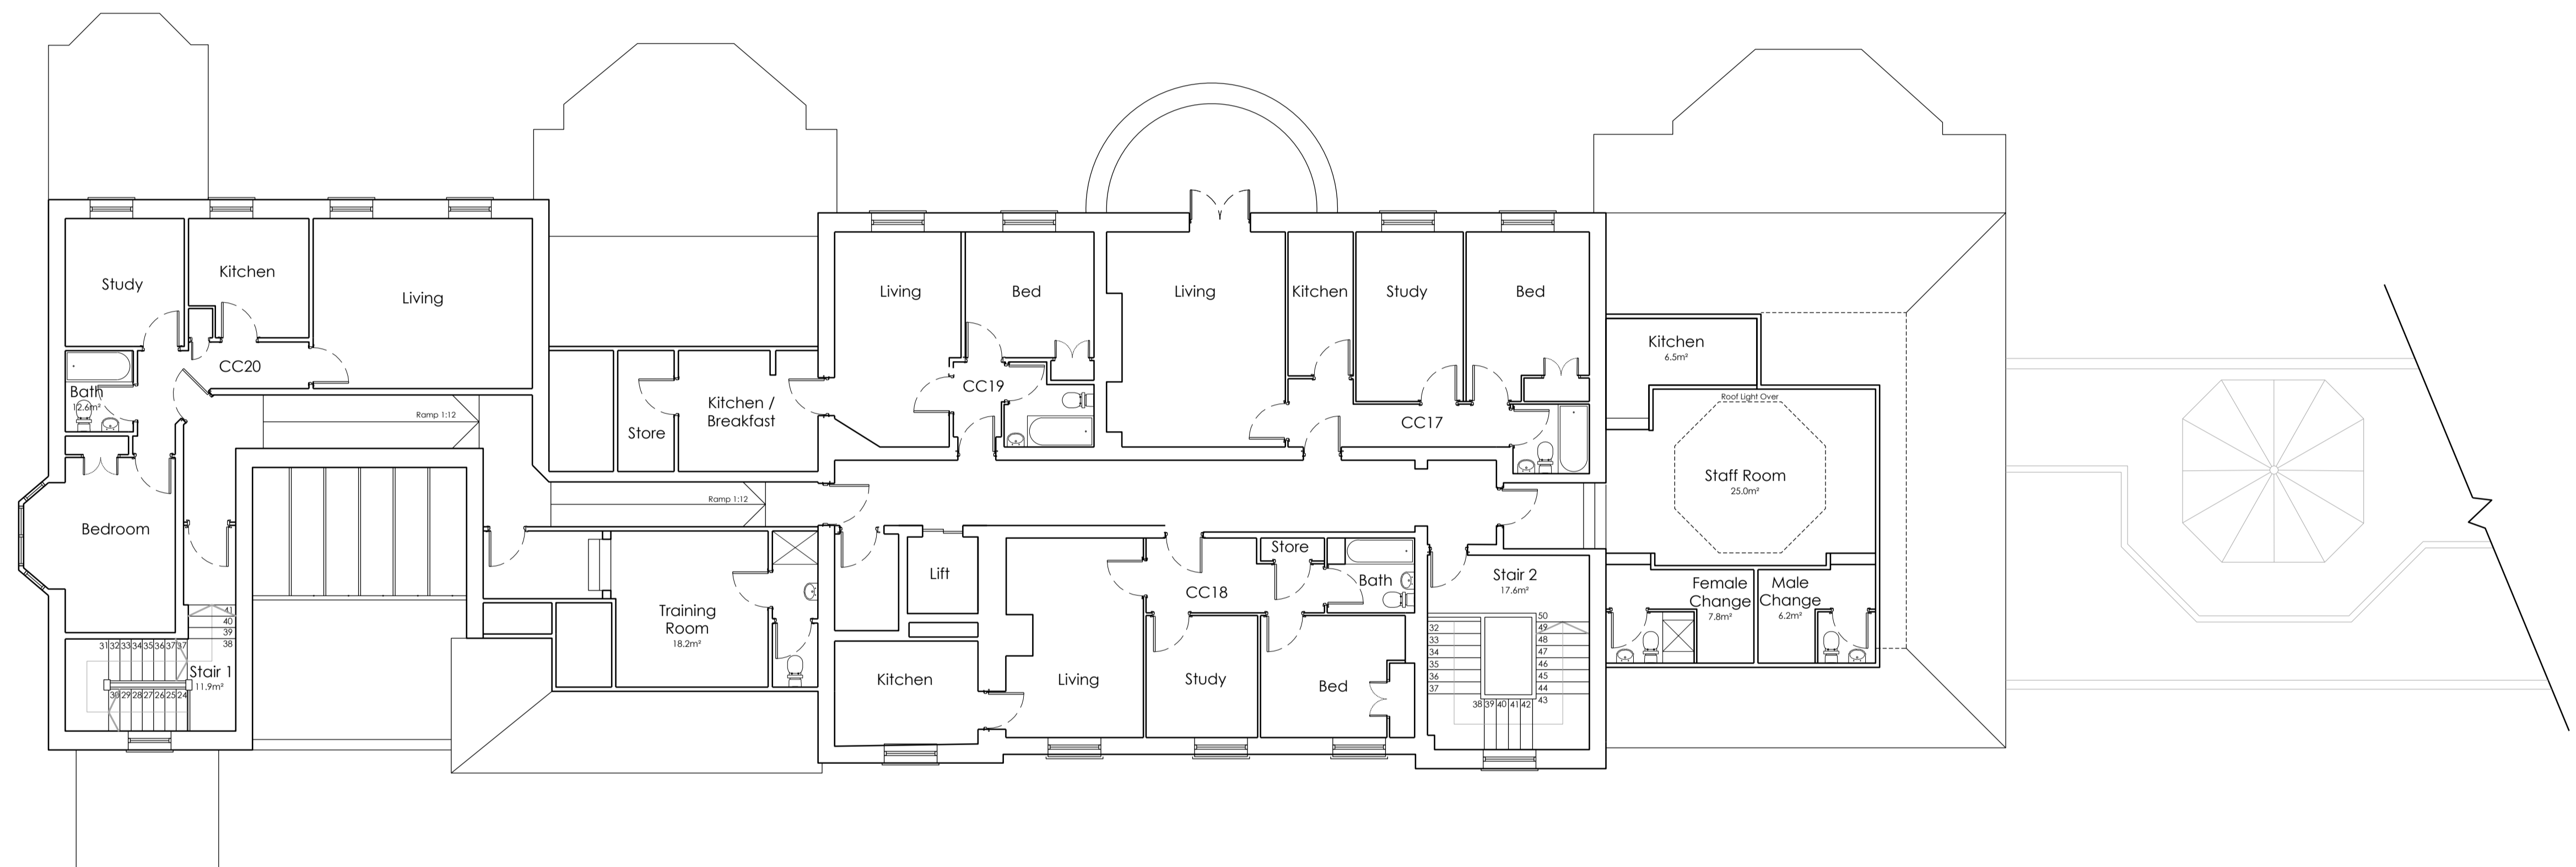 Study
Kitchen
Living
CC20
Bath
12.6m²
Ramp 1:12
Bedroom
41
40
39
38
31 32 33 34 35 36 37 37
Stair 1
11.9m²
30 29 28 27 26 25 24
Store
Kitchen /
Breakfast
Ramp 1:12
Training
Room
18.2m²
Living
Bed
CC19
Living
Kitchen
Study
Bed
CC17
Lift
Kitchen
Living
CC18
Store
Bath
Study
Bed
Stair 2
17.6m²
32
33
34
35
36
37
38 39 40 41 42
50
49
48
47
46
45
44
43
Kitchen
6.5m²
Roof Light Over
Staff Room
25.0m²
Female
Change
7.8m²
Male
Change
6.2m²